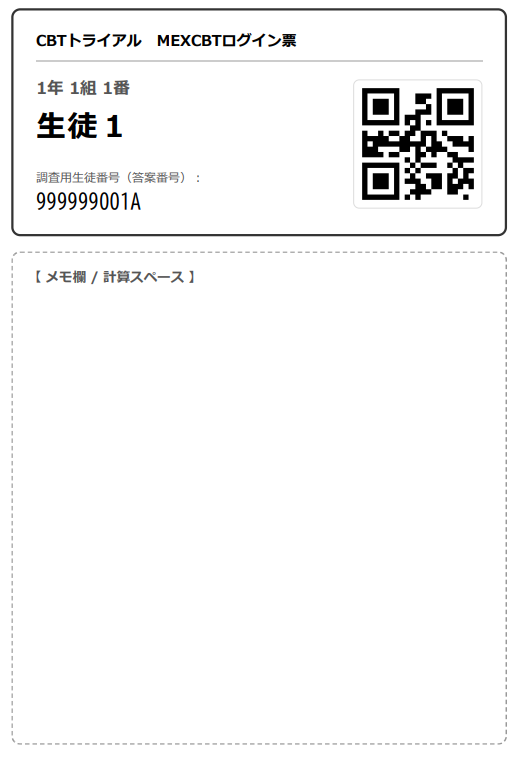 CBTトライアル　MEXCBTログイン票
1年 1組 1番
生徒１
調査用生徒番号（答案番号）：
999999001A
【 メモ欄 / 計算スペース 】